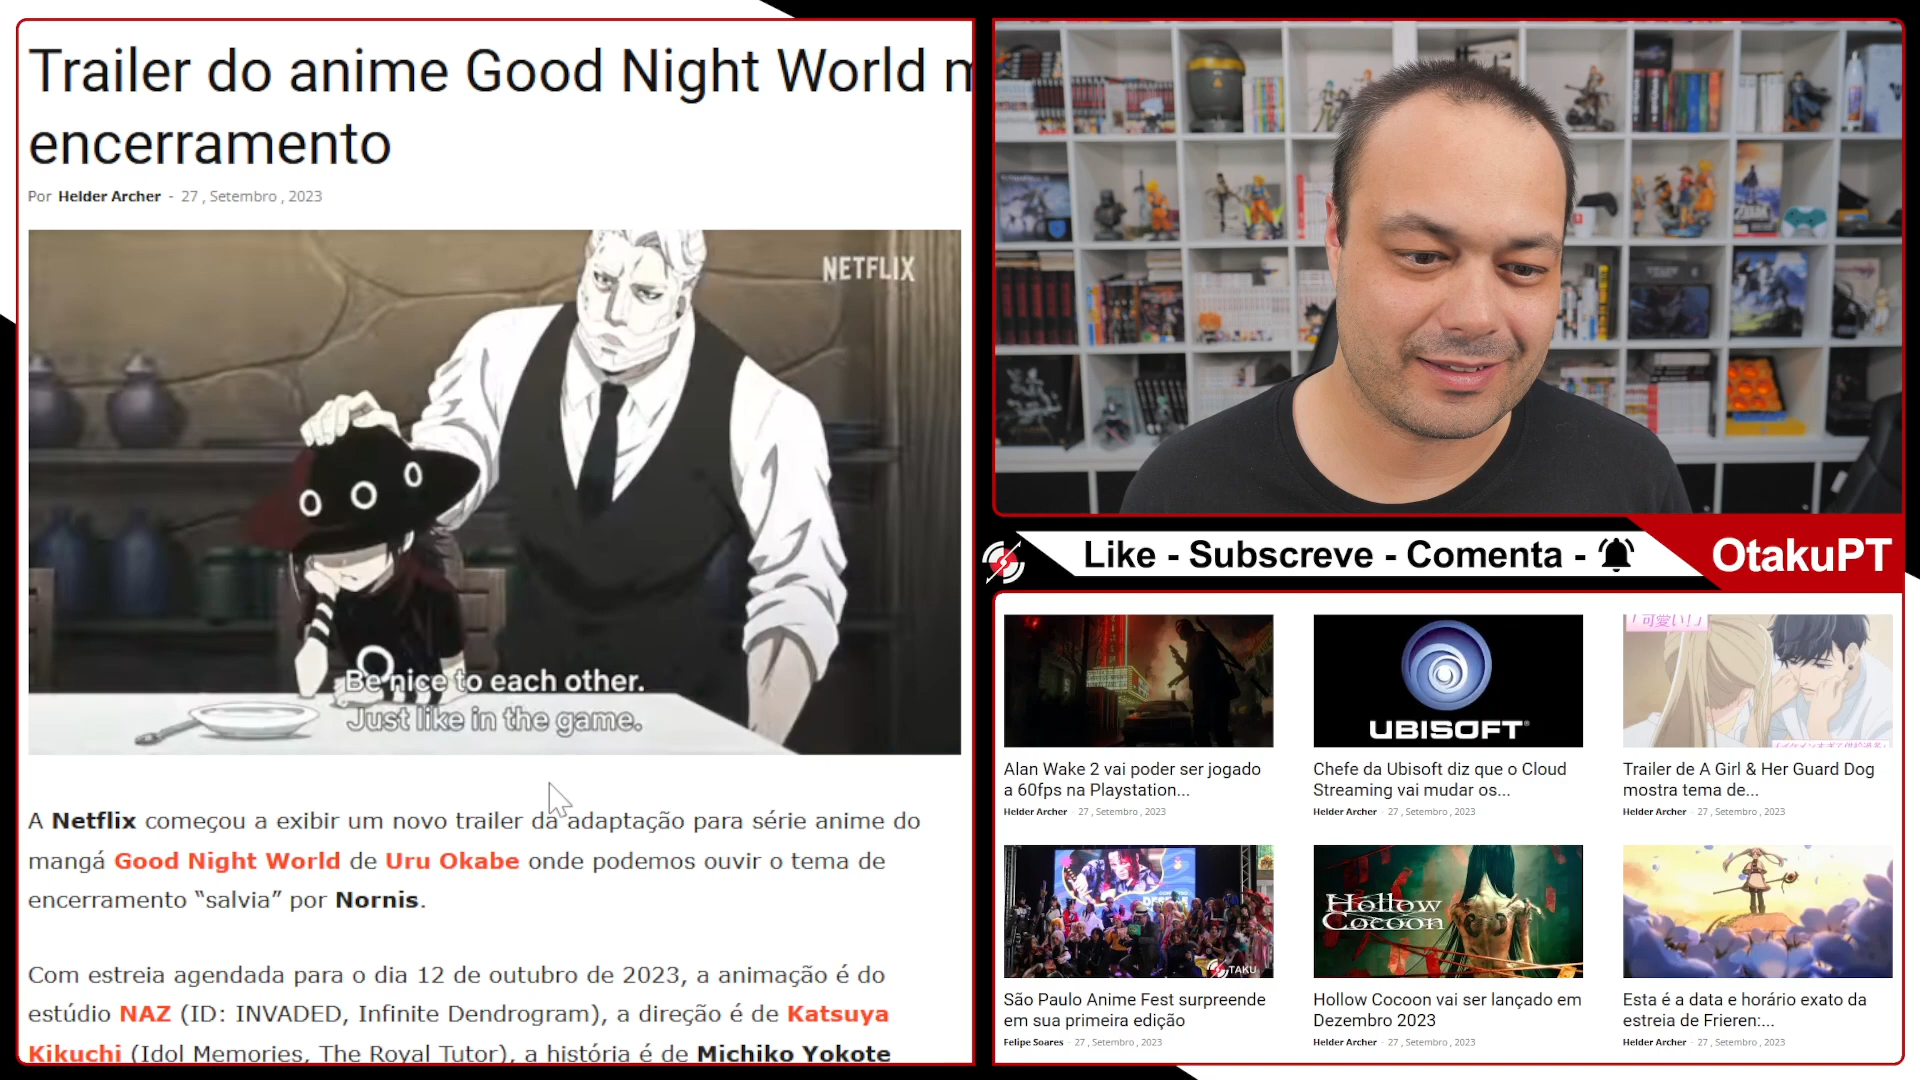 Trailer do anime Good Night World
encerramento
Por Helder Archer - 27 , Setembro , 2023
NETFLIX
Be nice to each other.
Just like in the game.
A Netflix começou a exibir um novo trailer da adaptação para série anime do
mangá Good Night World de Uru Okabe onde podemos ouvir o tema de
encerramento “salvia” por Nornis.
Com estreia agendada para o dia 12 de outubro de 2023, a animação é do
estúdio NAZ (ID: INVADED, Infinite Dendrogram), a direção é de Katsuya
Kikuchi (Idol Memories, The Royal Tutor), a história é de Michiko Yokote
Like - Subscreve - Comenta -
OtakuPT
UBISOFT
「可愛い!」
Alan Wake 2 vai poder ser jogado
a 60fps na Playstation...
Helder Archer - 27 , Setembro , 2023
Chefe da Ubisoft diz que o Cloud
Streaming vai mudar os...
Helder Archer - 27 , Setembro , 2023
Trailer de A Girl & Her Guard Dog
mostra tema de...
Helder Archer - 27 , Setembro , 2023
TAKU
Hollow
Cocoon
São Paulo Anime Fest surpreende
em sua primeira edição
Felipe Soares - 27 , Setembro , 2023
Hollow Cocoon vai ser lançado em
Dezembro 2023
Helder Archer - 27 , Setembro , 2023
Esta é a data e horário exato da
estreia de Frieren:...
Helder Archer - 27 , Setembro , 2023